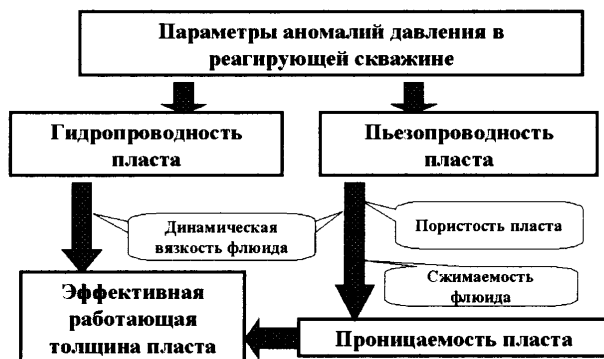 Параметры аномалий давления в
реагирующей скважине
Гидропроводность
пласта
Пьезопроводность
пласта
Динамическая
вязкость флюида
Пористость пласта
Сжимаемость
флюида
Эффективная
работающая
толщина пласта
Проницаемость пласта